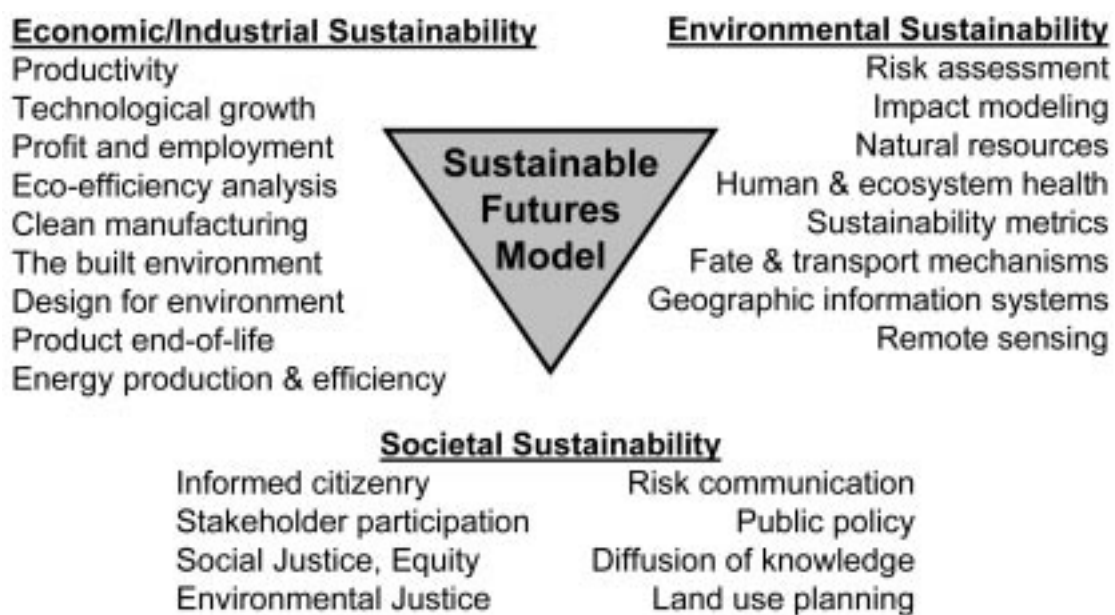 Economic/Industrial Sustainability
Productivity
Technological growth
Profit and employment
Eco-efficiency analysis
Clean manufacturing
The built environment
Design for environment
Product end-of-life
Energy production & efficiency
Sustainable
Futures
Model
Environmental Sustainability
Risk assessment
Impact modeling
Natural resources
Human & ecosystem health
Sustainability metrics
Fate & transport mechanisms
Geographic information systems
Remote sensing
Societal Sustainability
Informed citizenry
Stakeholder participation
Social Justice, Equity
Environmental Justice
Risk communication
Public policy
Diffusion of knowledge
Land use planning